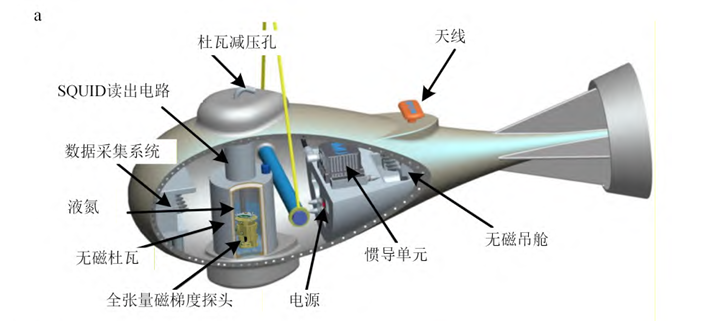 a
杜瓦减压孔
天线
SQUID读出电路
数据采集系统
液氮
无磁杜瓦
全张量磁梯度探头
电源
惯导单元
无磁吊舱